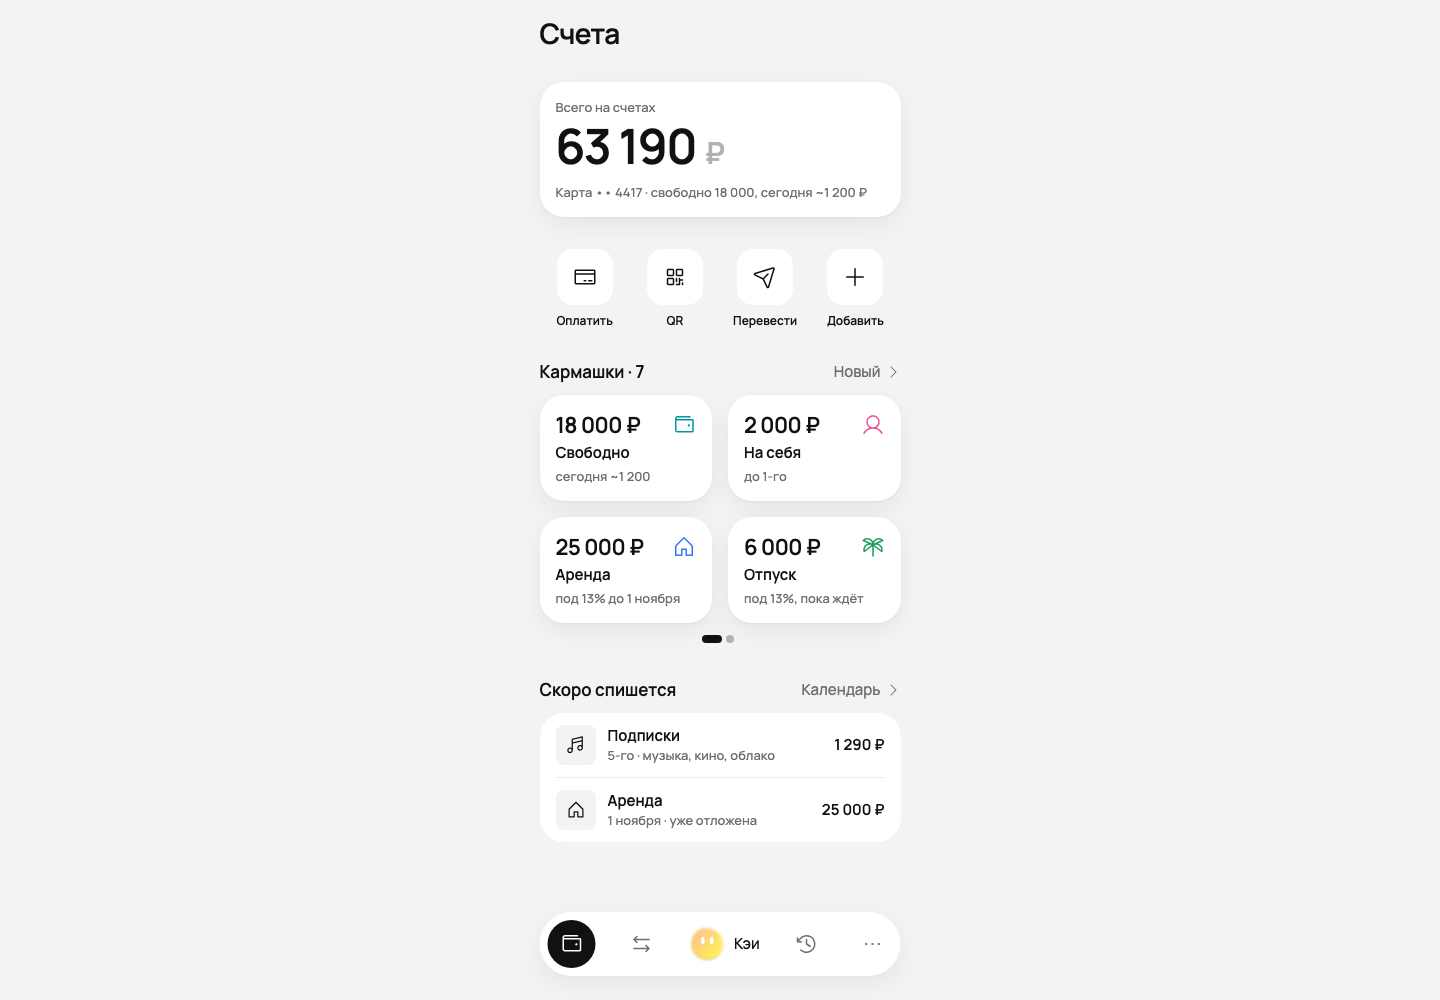 Счета
Всего на счетах
63 190 ₽
Карта •• 4417 · свободно 18 000, сегодня ~1 200 ₽
Оплатить
QR
Перевести
Добавить
Кармашки · 7
Новый
18 000 ₽
Свободно
сегодня ~1 200
2 000 ₽
На себя
до 1-го
25 000 ₽
Аренда
под 13% до 1 ноября
6 000 ₽
Отпуск
под 13%, пока ждёт
Скоро спишется
Календарь
Подписки
5-го · музыка, кино, облако
1 290 ₽
Аренда
1 ноября · уже отложена
25 000 ₽
Кэи